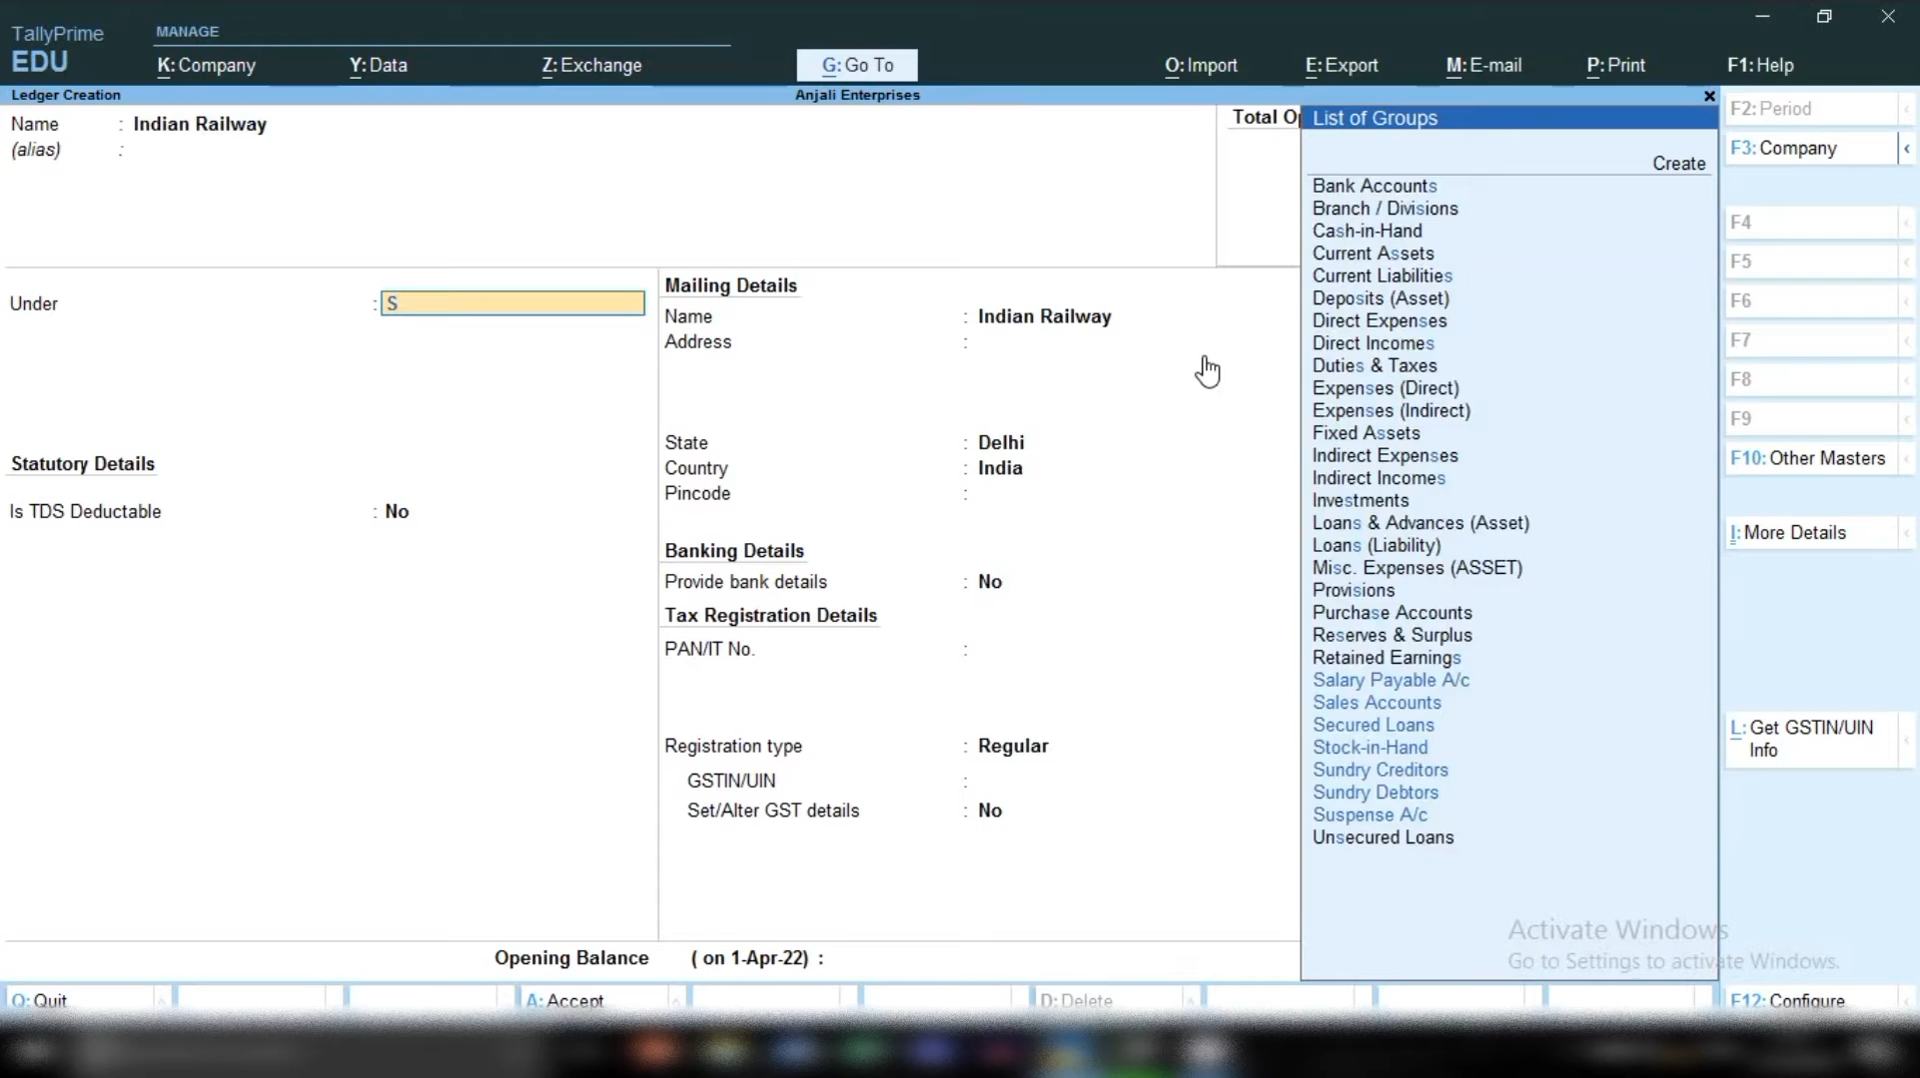 TallyPrime
EDU
MANAGE
K: Company
Y: Data
Z: Exchange
G: Go To
O: Import
E: Export
M: E-mail
P: Print
F1: Help
Ledger Creation
Anjali Enterprises
Name : Indian Railway
(alias) :
Total Op
Under : S
Statutory Details
Is TDS Deductable : No
Mailing Details
Name : Indian Railway
Address :
State : Delhi
Country : India
Pincode :
Banking Details
Provide bank details : No
Tax Registration Details
PAN/IT No. :
Registration type : Regular
GSTIN/UIN :
Set/Alter GST details : No
Opening Balance ( on 1-Apr-22) :
List of Groups
Create
Bank Accounts
Branch / Divisions
Cash-in-Hand
Current Assets
Current Liabilities
Deposits (Asset)
Direct Expenses
Direct Incomes
Duties & Taxes
Expenses (Direct)
Expenses (Indirect)
Fixed Assets
Indirect Expenses
Indirect Incomes
Investments
Loans & Advances (Asset)
Loans (Liability)
Misc. Expenses (ASSET)
Provisions
Purchase Accounts
Reserves & Surplus
Retained Earnings
Salary Payable A/c
Sales Accounts
Secured Loans
Stock-in-Hand
Sundry Creditors
Sundry Debtors
Suspense A/c
Unsecured Loans
F2: Period
F3: Company
F4
F5
F6
F7
F8
F9
F10: Other Masters
I: More Details
L: Get GSTIN/UIN
Info
Activate Windows
Go to Settings to activate Windows.
Q: Quit
A: Accept
D: Delete
F12: Configure